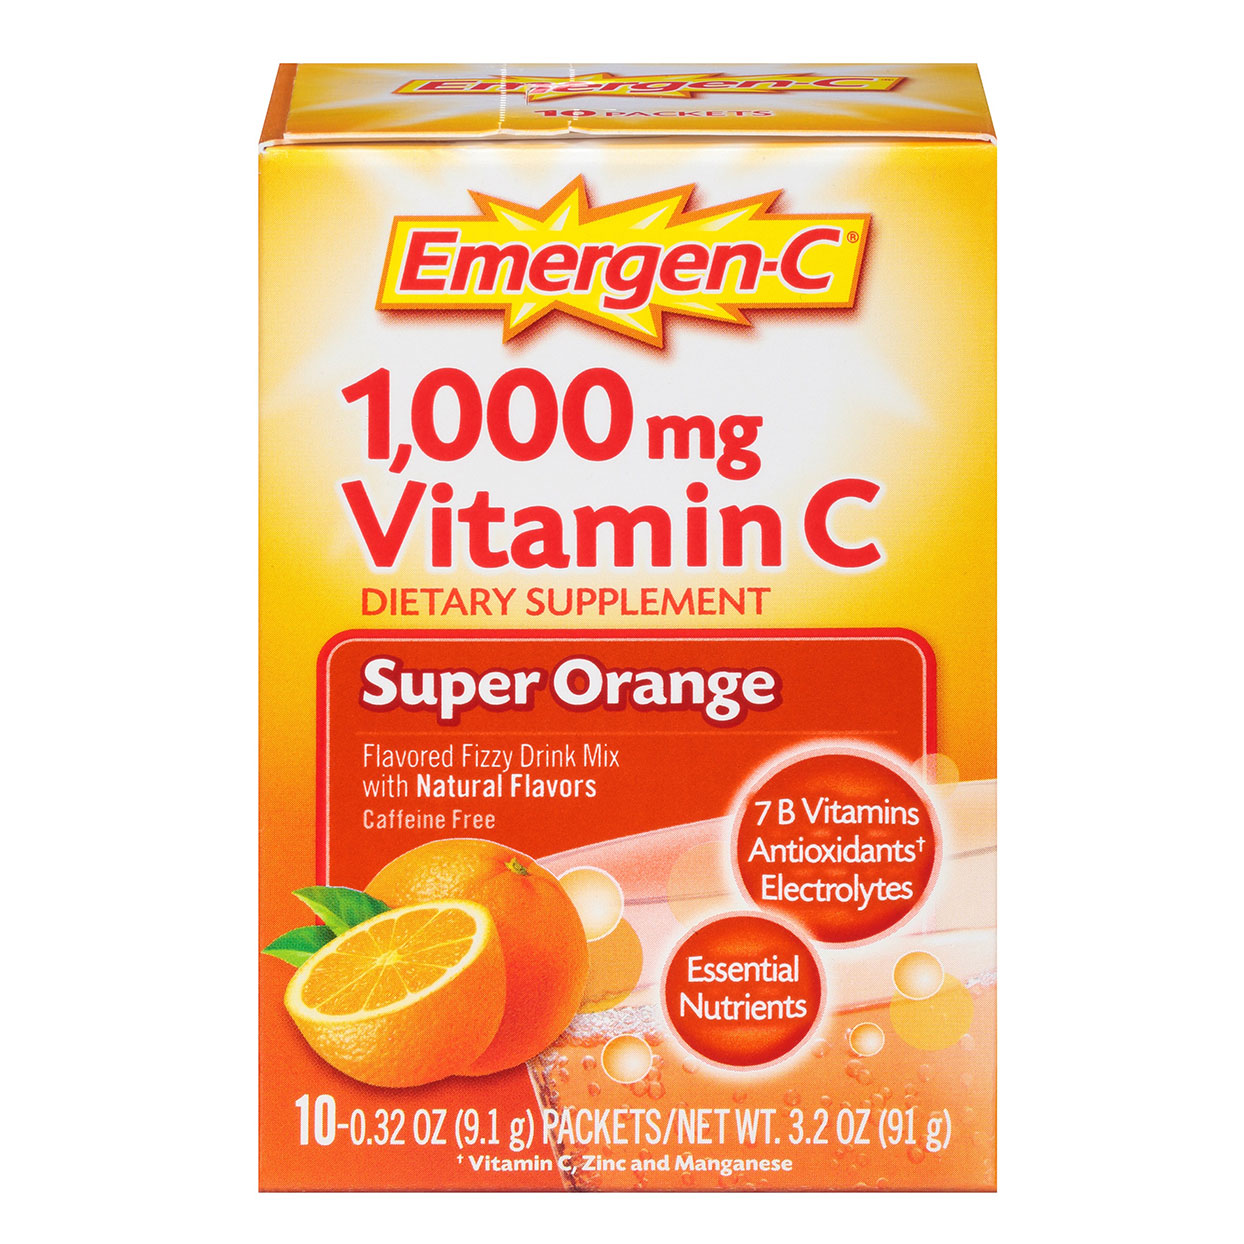 Emergen-C™
10 PACKETS
Emergen-C®
1,000 mg
Vitamin C
DIETARY SUPPLEMENT
Super Orange
Flavored Fizzy Drink Mix
with Natural Flavors
Caffeine Free
7 B Vitamins
Antioxidants†
Electrolytes
Essential
Nutrients
10-0.32 OZ (9.1 g) PACKETS/NET WT. 3.2 OZ (91 g)
† Vitamin C, Zinc and Manganese